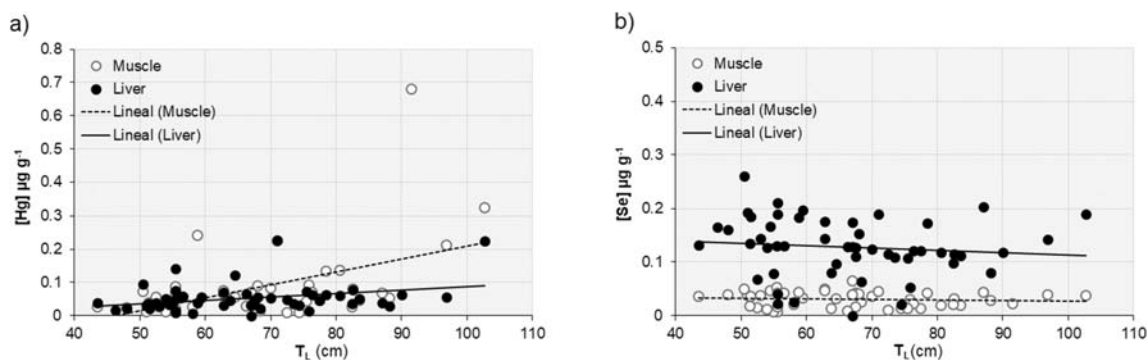 a)
[Hg] µg g⁻¹
0.8
0.7
0.6
0.5
0.4
0.3
0.2
0.1
0
Muscle
Liver
Lineal (Muscle)
Lineal (Liver)
40 50 60 70 80 90 100 110
T_L (cm)
b)
[Se] µg g⁻¹
0.5
0.4
0.3
0.2
0.1
0
Muscle
Liver
Lineal (Muscle)
Lineal (Liver)
40 50 60 70 80 90 100 110
T_L(cm)